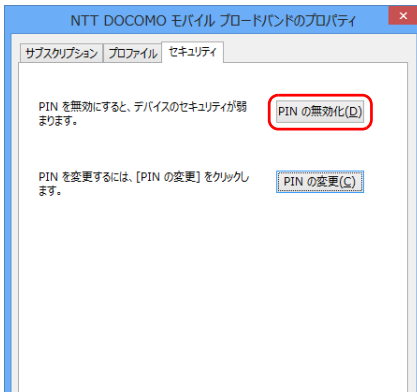 NTT DOCOMO モバイル ブロードバンドのプロパティ
サブスクリプション プロファイル セキュリティ
PIN を無効にすると、デバイスのセキュリティが弱
まります。
PIN の無効化(D)
PIN を変更するには、[PIN の変更] をクリックし
ます。
PIN の変更(C)